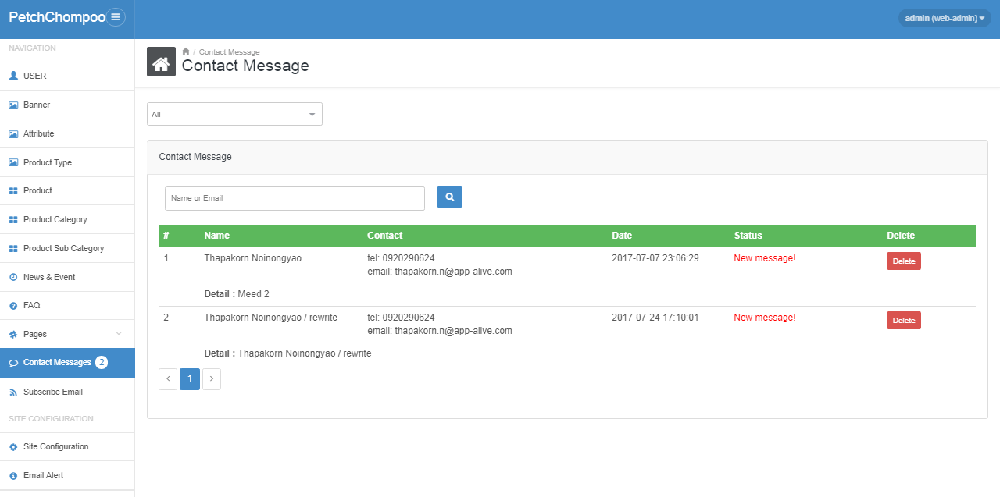 PetchChompoo
admin (web-admin)
NAVIGATION
USER
Banner
Attribute
Product Type
Product
Product Category
Product Sub Category
News & Event
FAQ
Pages
Contact Messages 2
Subscribe Email
SITE CONFIGURATION
Site Configuration
Email Alert
/ Contact Message
Contact Message
All
Contact Message
Name or Email
# Name Contact Date Status Delete
1 Thapakorn Noinongyao tel: 0920290624 2017-07-07 23:06:29 New message! Delete
email: thapakorn.n@app-alive.com
Detail : Meed 2
2 Thapakorn Noinongyao / rewrite tel: 0920290624 2017-07-24 17:10:01 New message! Delete
email: thapakorn.n@app-alive.com
Detail : Thapakorn Noinongyao / rewrite
< 1 >